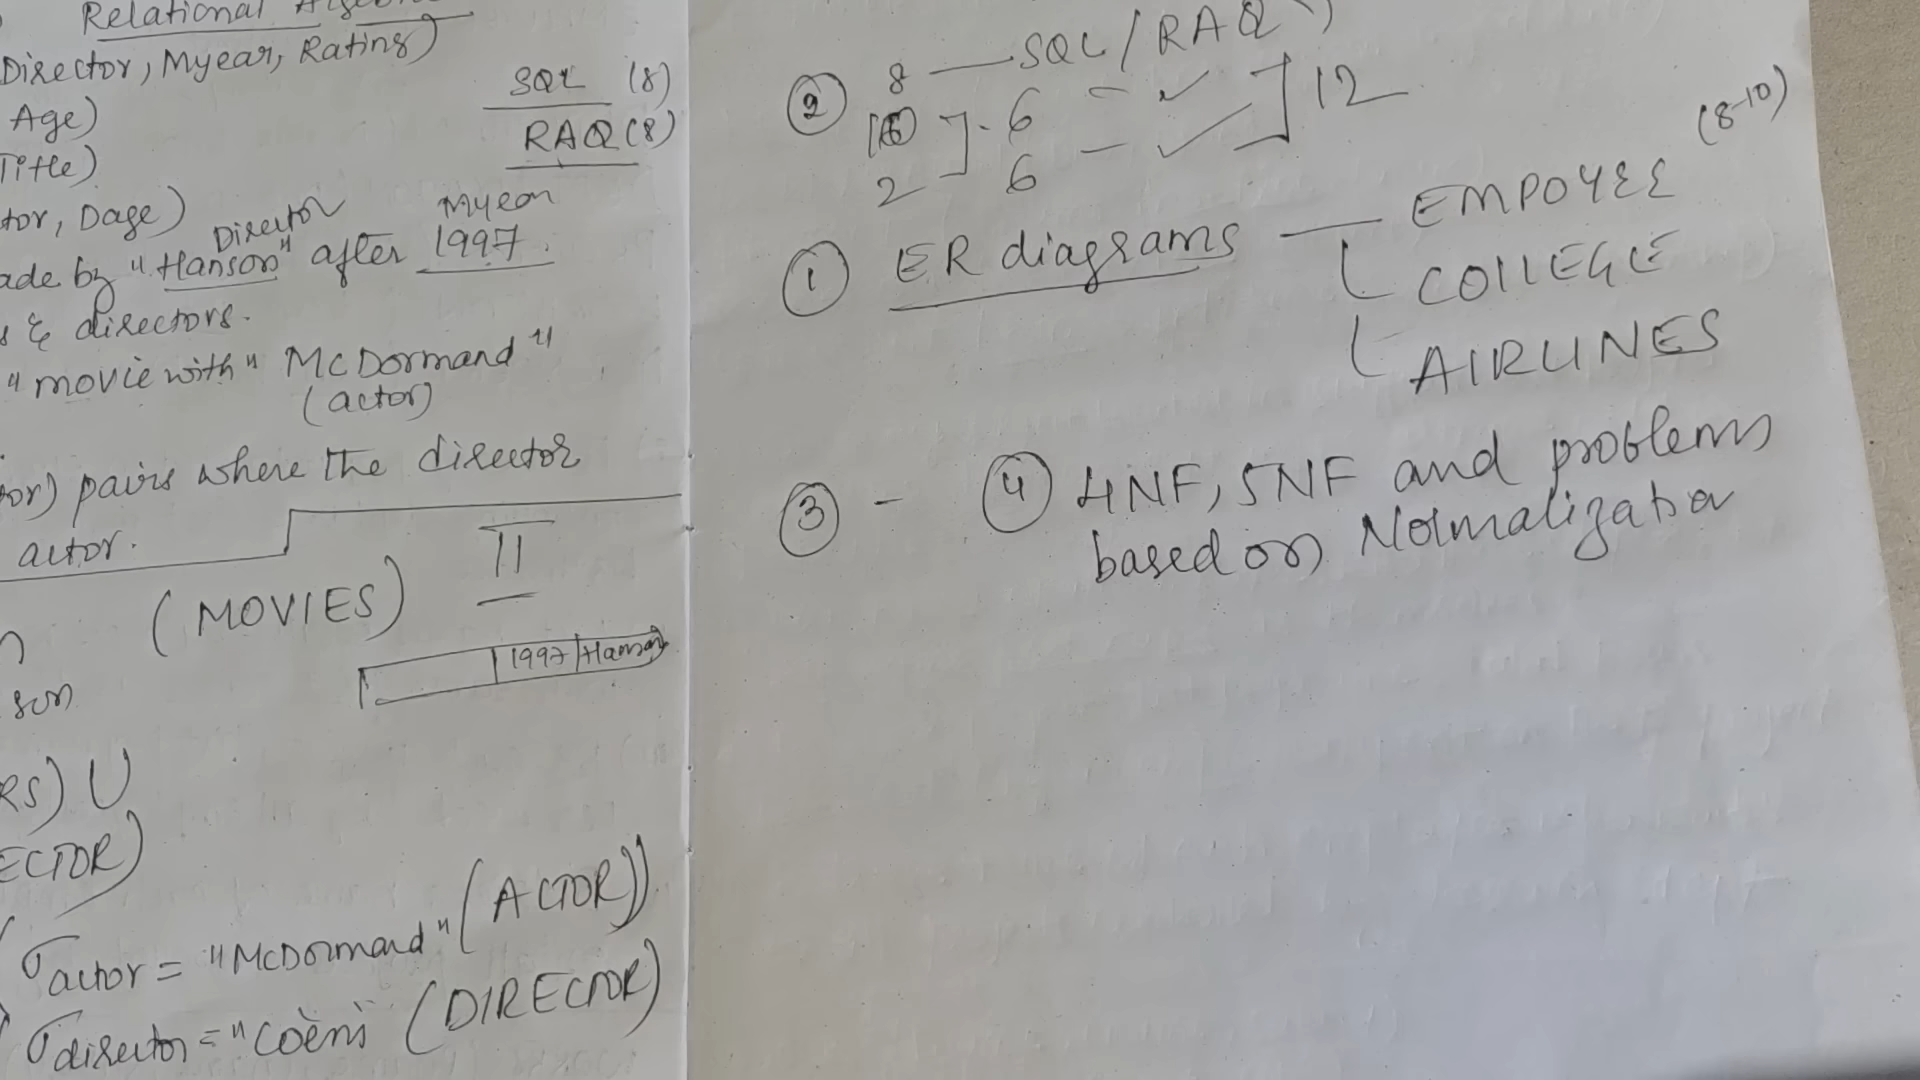 Relational
Director, Myear, Rating)
SQL (8)
Age)
RAQ (8)
Title)
tor, Dage)
Director
Myear
ade by "Hanson" after 1997.
s & directors.
"movie with" McDormand"
(actor)
or) pairs where the director
actor.
(MOVIES) II
n
1997 Hanson
son
RS) U
ECTOR)
σactor = "McDormand" (ACTOR))
σdirector = "Coens (DIRECTOR)
② 8 — SQL/RAQ )
6 – ✓ ] 12
2 6 – ✓
(8-10)
① ER diagrams — EMPOYEE
COllEGE
AIRLINES
③ – ④ 4NF, 5NF and problems
based on Normalization